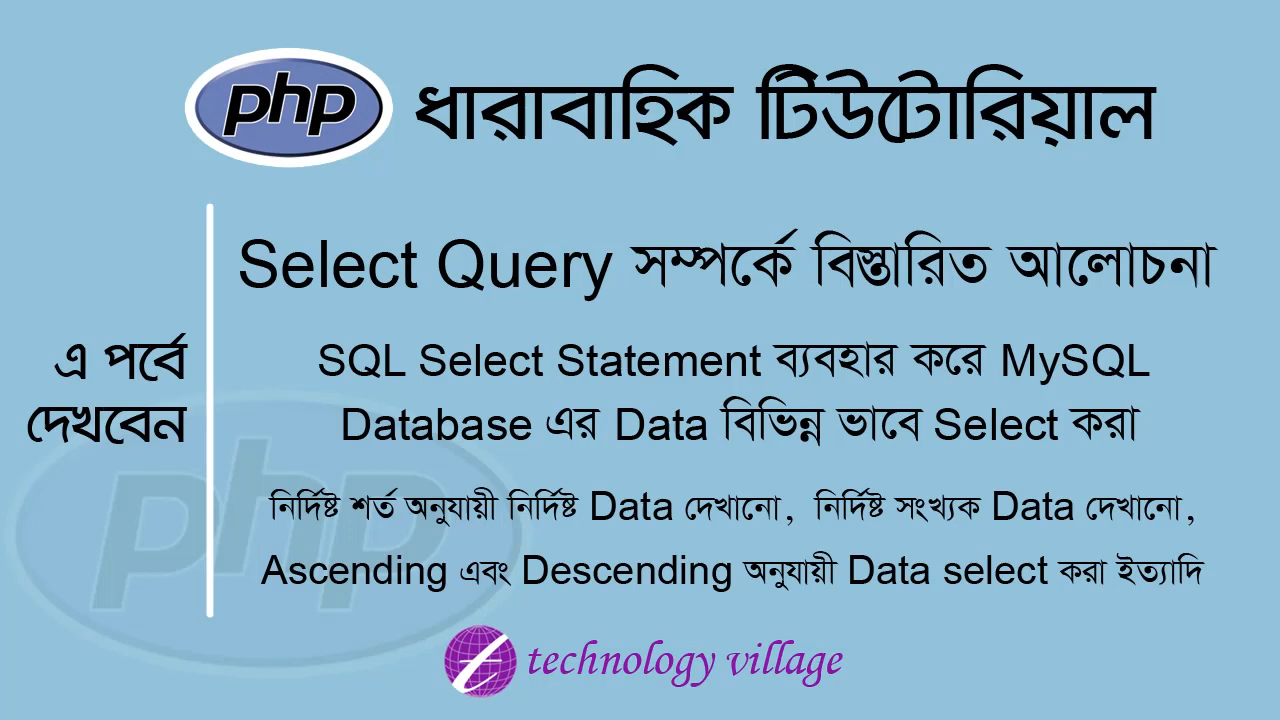 php ধারাবাহিক টিউটোরিয়াল
Select Query সম্পর্কে বিস্তারিত আলোচনা
এ পর্বে
দেখবেন
SQL Select Statement ব্যবহার করে MySQL
Database এর Data বিভিন্ন ভাবে Select করা
নির্দিষ্ট শর্ত অনুযায়ী নির্দিষ্ট Data দেখানো, নির্দিষ্ট সংখ্যক Data দেখানো,
Ascending এবং Descending অনুযায়ী Data select করা ইত্যাদি
php
t technology village